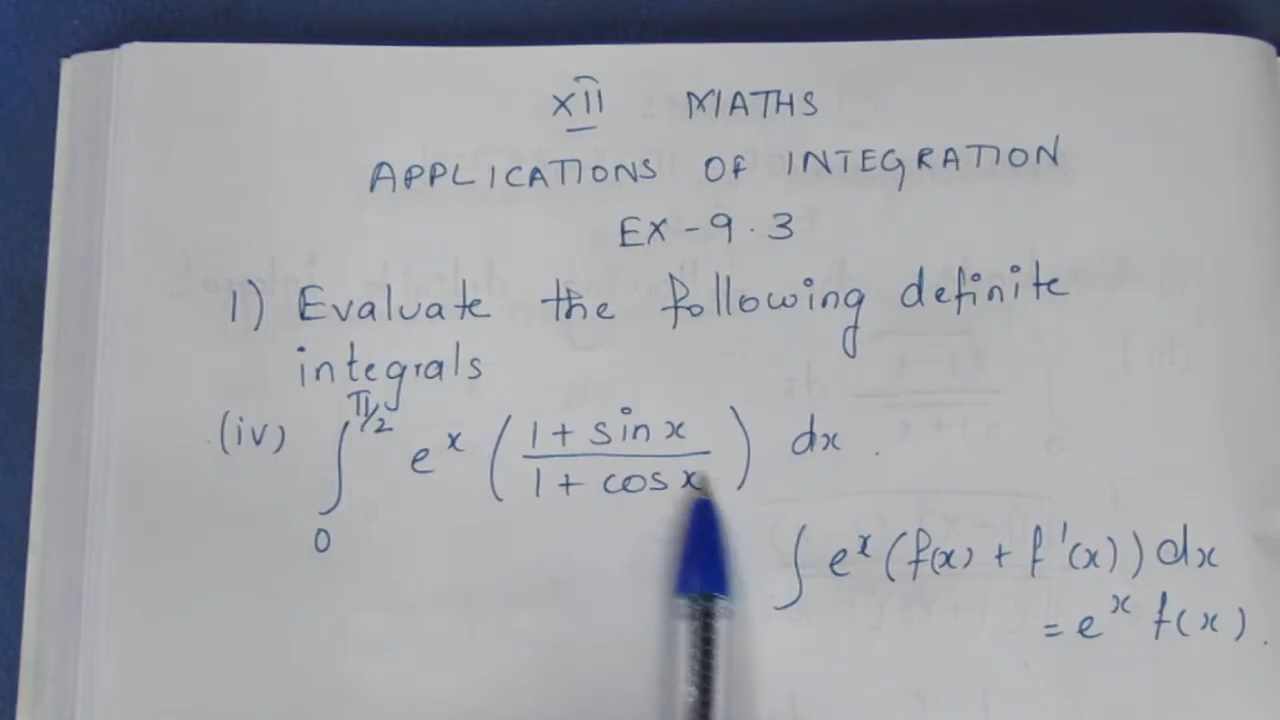 XII MATHS
APPLICATIONS OF INTEGRATION
EX-9.3
1) Evaluate the following definite
integrals
(iv) ∫₀^{π/2} e^x ( (1 + sin x) / (1 + cos x) ) dx.
∫ e^x (f(x) + f'(x)) dx
= e^x f(x).